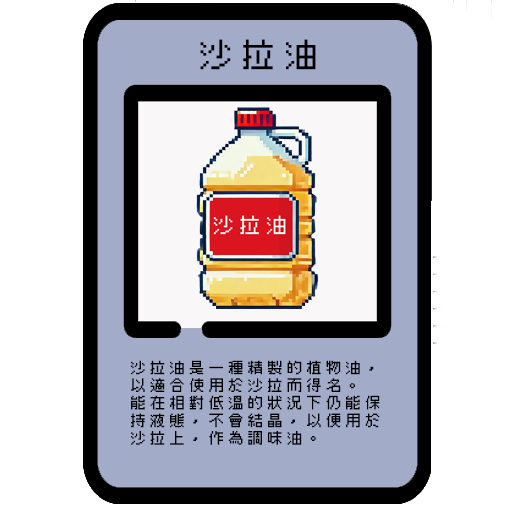 沙拉油
沙拉油
沙拉油是一種精製的植物油，
以適合使用於沙拉而得名。
能在相對低溫的狀況下仍能保
持液態，不會結晶，以便用於
沙拉上，作為調味油。